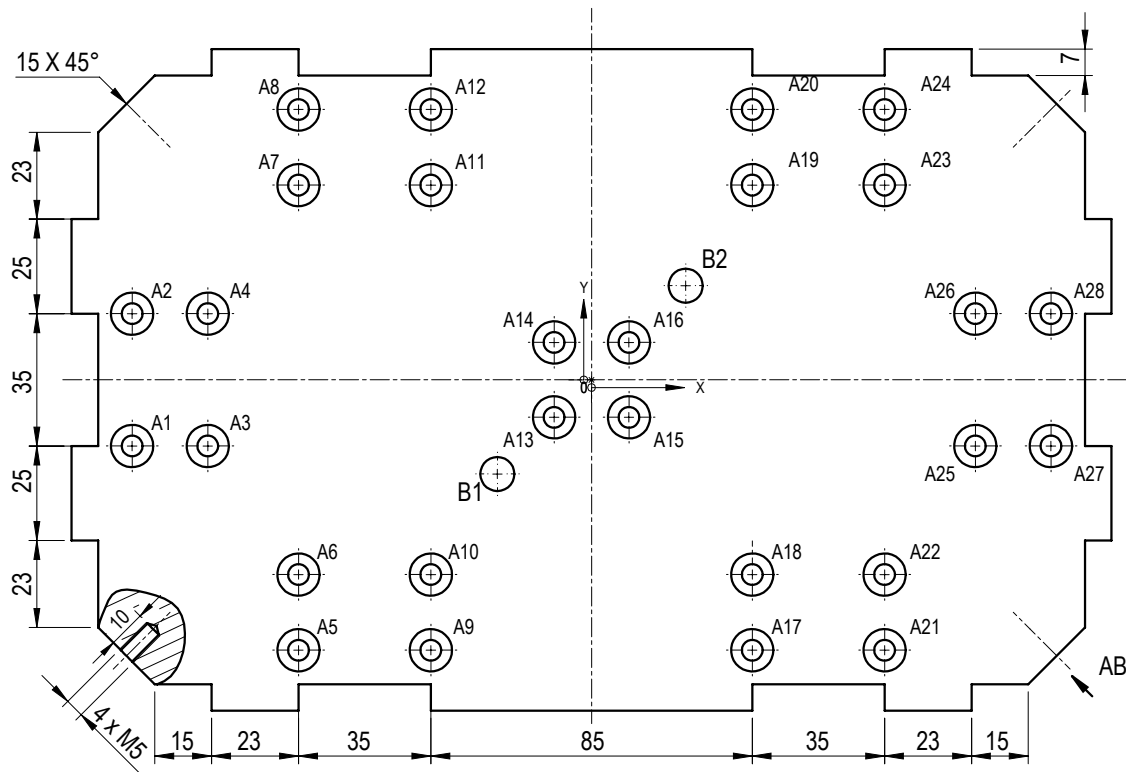 15 X 45°
7
A8 A12 A20 A24
23
A7 A11 A19 A23
25
B2
A2 A4 A26 A28
Y
A14 A16
35
0 X
A1 A3 A13 A15 A25 A27
25
B1
A6 A10 A18 A22
23
10
A5 A9 A17 A21
AB
4 x M5
15 23 35 85 35 23 15